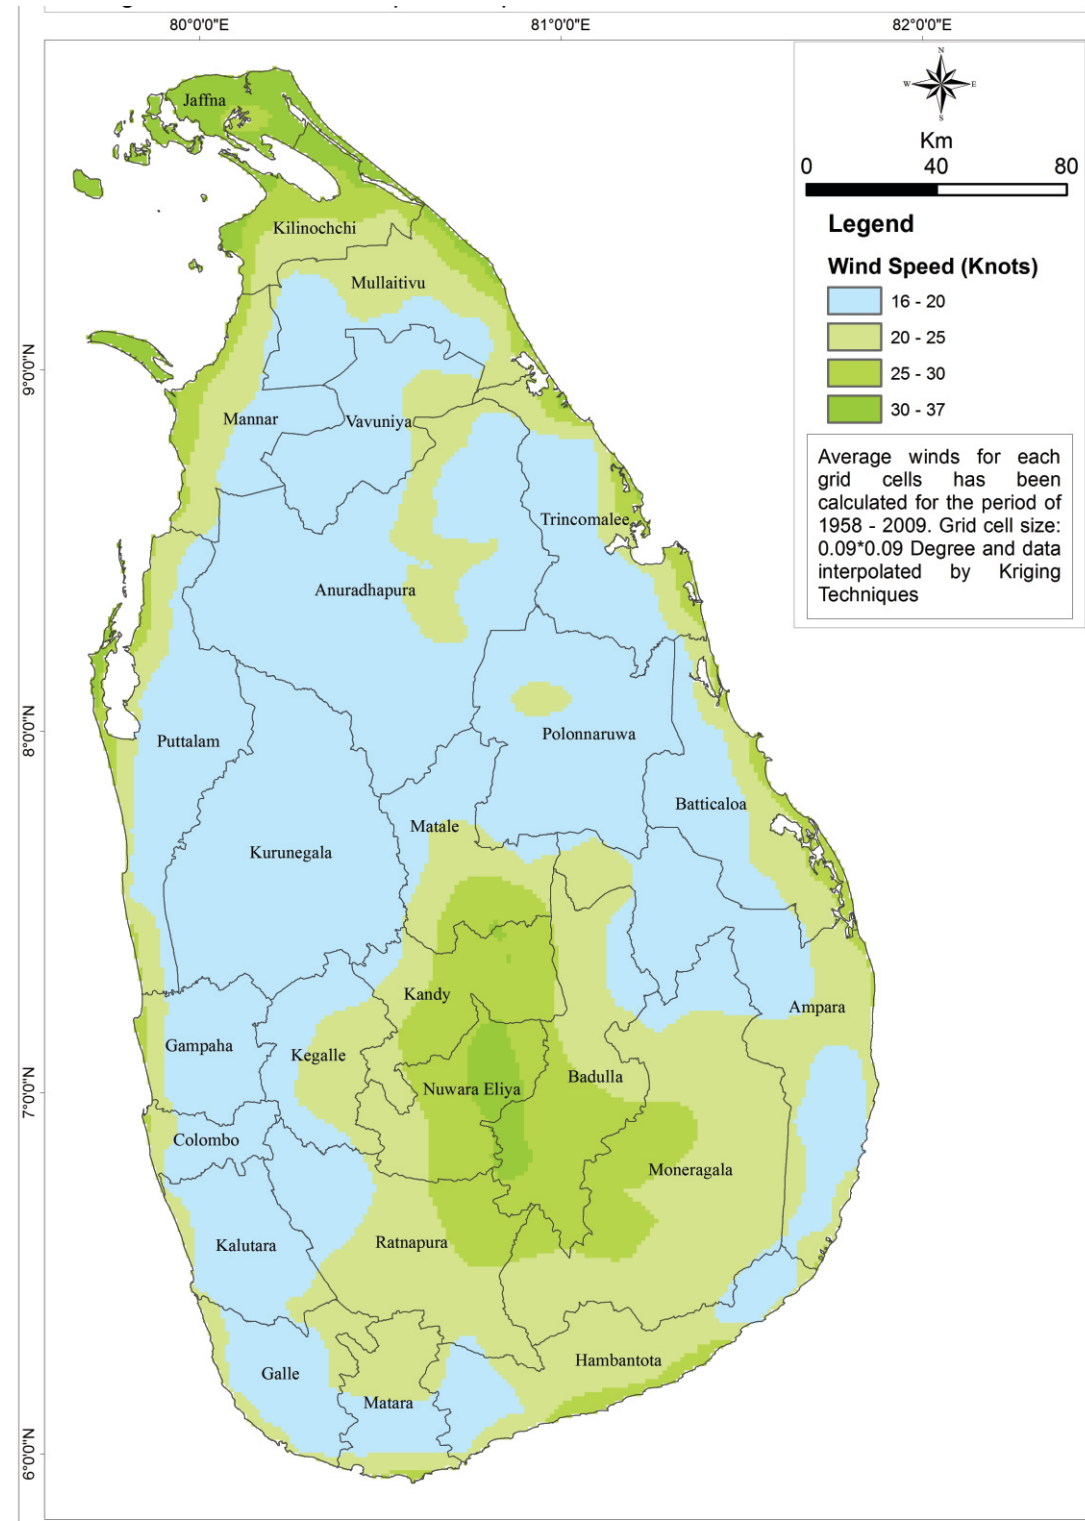 80°0'0"E
81°0'0"E
82°0'0"E
N
W
E
S
Km
0
40
80
Legend
Wind Speed (Knots)
16 - 20
20 - 25
25 - 30
30 - 37
Average winds for each
grid cells has been
calculated for the period of
1958 - 2009. Grid cell size:
0.09*0.09 Degree and data
interpolated by Kriging
Techniques
Jaffna
Kilinochchi
Mullaitivu
9°0'0"N
Mannar
Vavuniya
Trincomalee
Anuradhapura
8°0'0"N
Puttalam
Polonnaruwa
Batticaloa
Matale
Kurunegala
Kandy
Ampara
Gampaha
Kegalle
Badulla
7°0'0"N
Nuwara Eliya
Colombo
Moneragala
Kalutara
Ratnapura
Hambantota
Galle
Matara
6°0'0"N